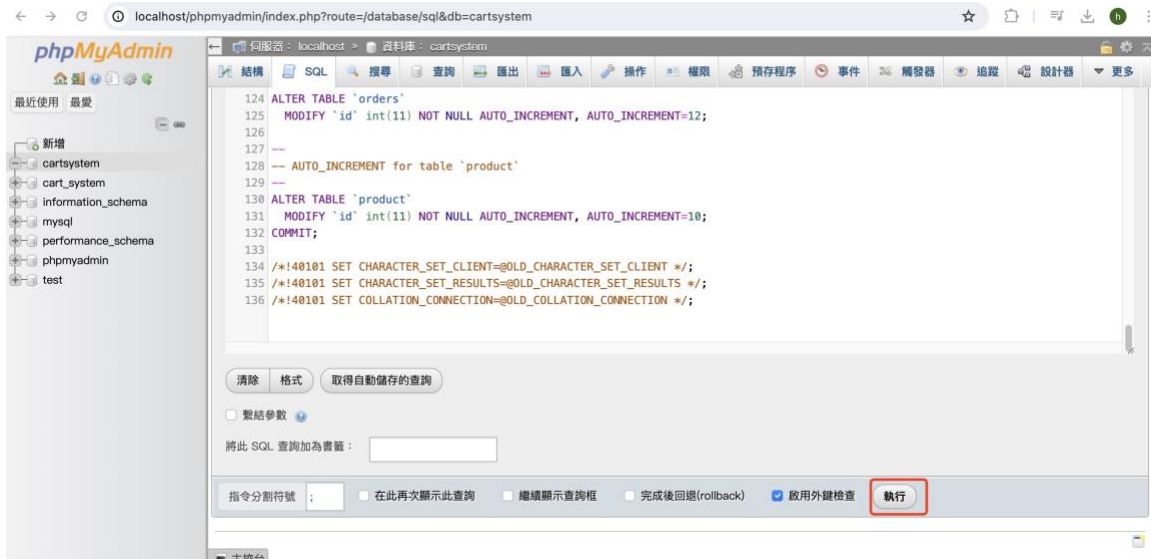 localhost/phpmyadmin/index.php?route=/database/sql&db=cartsystem
h
phpMyAdmin
最近使用 最愛
新增
cartsystem
cart_system
information_schema
mysql
performance_schema
phpmyadmin
test
伺服器： localhost » 資料庫： cartsystem
結構 SQL 搜尋 查詢 匯出 匯入 操作 權限 預存程序 事件 觸發器 追蹤 設計器 更多
124 ALTER TABLE `orders`
125 MODIFY `id` int(11) NOT NULL AUTO_INCREMENT, AUTO_INCREMENT=12;
126
127 --
128 -- AUTO_INCREMENT for table `product`
129 --
130 ALTER TABLE `product`
131 MODIFY `id` int(11) NOT NULL AUTO_INCREMENT, AUTO_INCREMENT=10;
132 COMMIT;
133
134 /*!40101 SET CHARACTER_SET_CLIENT=@OLD_CHARACTER_SET_CLIENT */;
135 /*!40101 SET CHARACTER_SET_RESULTS=@OLD_CHARACTER_SET_RESULTS */;
136 /*!40101 SET COLLATION_CONNECTION=@OLD_COLLATION_CONNECTION */;
清除 格式 取得自動儲存的查詢
繫結參數
將此 SQL 查詢加為書籤：
指令分割符號 ; 在此再次顯示此查詢 繼續顯示查詢框 完成後回退(rollback) 啟用外鍵檢查 執行
主控台